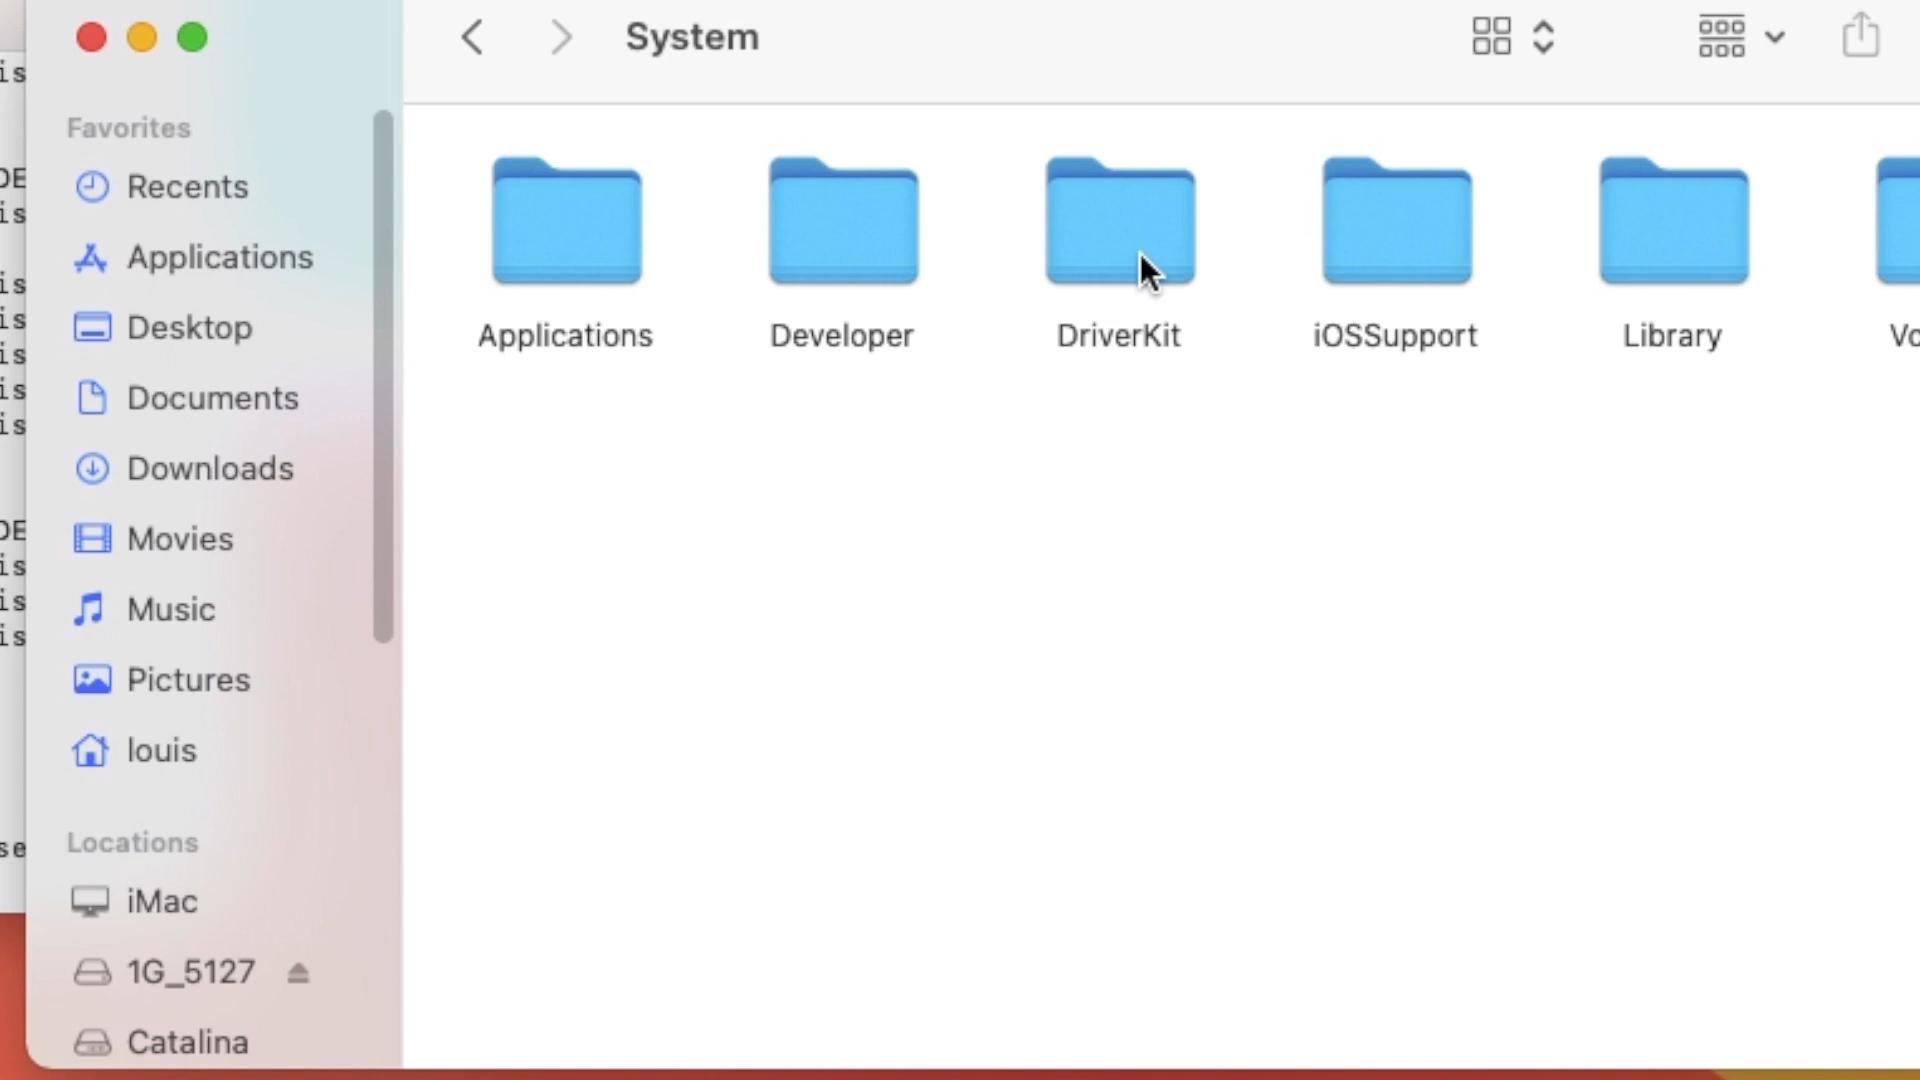 System
Favorites
Recents
Applications
Desktop
Documents
Downloads
Movies
Music
Pictures
louis
Locations
iMac
1G_5127
Catalina
Applications
Developer
DriverKit
iOSSupport
Library